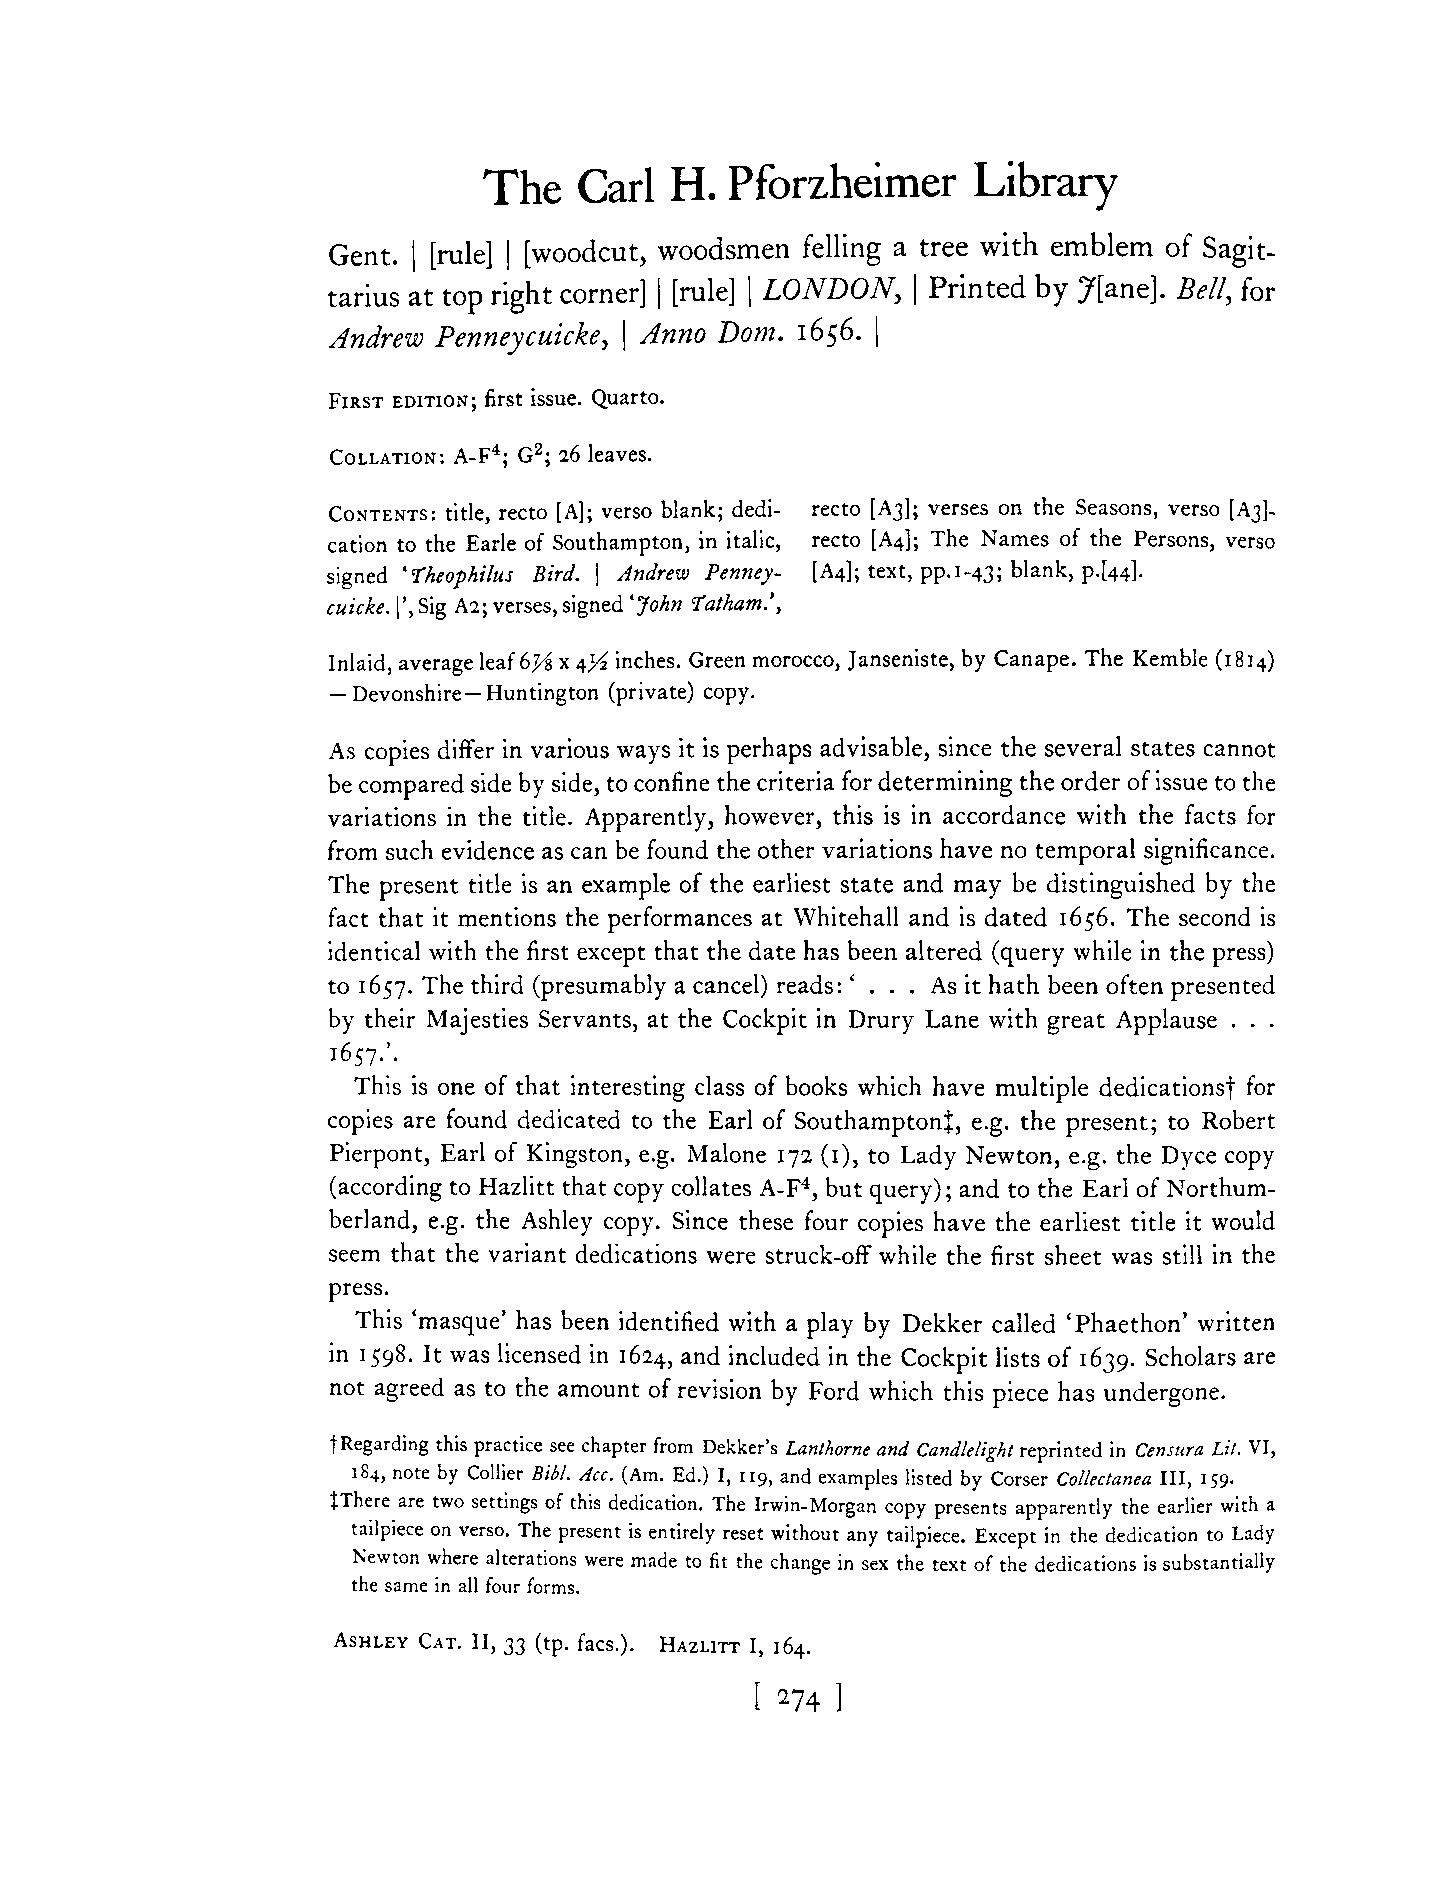 The Carl H. Pforzheimer Library
Gent. | [rule] | [woodcut, woodsmen felling a tree with emblem of Sagit-
tarius at top right corner] | [rule] | LONDON, | Printed by J[ane]. Bell, for
Andrew Penneycuicke, | Anno Dom. 1656. |
First edition; first issue. Quarto.
Collation: A-F⁴; G²; 26 leaves.
Contents: title, recto [A]; verso blank; dedi-
cation to the Earle of Southampton, in italic,
signed ‘Theophilus Bird. | Andrew Penney-
cuicke. |’, Sig A2; verses, signed ‘John Tatham.’,
recto [A3]; verses on the Seasons, verso [A3]-
recto [A4]; The Names of the Persons, verso
[A4]; text, pp.1-43; blank, p.[44].
Inlaid, average leaf 6⅞ x 4½ inches. Green morocco, Janseniste, by Canape. The Kemble (1814)
— Devonshire — Huntington (private) copy.
As copies differ in various ways it is perhaps advisable, since the several states cannot
be compared side by side, to confine the criteria for determining the order of issue to the
variations in the title. Apparently, however, this is in accordance with the facts for
from such evidence as can be found the other variations have no temporal significance.
The present title is an example of the earliest state and may be distinguished by the
fact that it mentions the performances at Whitehall and is dated 1656. The second is
identical with the first except that the date has been altered (query while in the press)
to 1657. The third (presumably a cancel) reads: ‘ . . . As it hath been often presented
by their Majesties Servants, at the Cockpit in Drury Lane with great Applause . . .
1657.’.
This is one of that interesting class of books which have multiple dedications† for
copies are found dedicated to the Earl of Southampton‡, e.g. the present; to Robert
Pierpont, Earl of Kingston, e.g. Malone 172 (1), to Lady Newton, e.g. the Dyce copy
(according to Hazlitt that copy collates A-F⁴, but query); and to the Earl of Northum-
berland, e.g. the Ashley copy. Since these four copies have the earliest title it would
seem that the variant dedications were struck-off while the first sheet was still in the
press.
This ‘masque’ has been identified with a play by Dekker called ‘Phaethon’ written
in 1598. It was licensed in 1624, and included in the Cockpit lists of 1639. Scholars are
not agreed as to the amount of revision by Ford which this piece has undergone.
†Regarding this practice see chapter from Dekker's Lanthorne and Candlelight reprinted in Censura Lit. VI,
184, note by Collier Bibl. Acc. (Am. Ed.) I, 119, and examples listed by Corser Collectanea III, 159.
‡There are two settings of this dedication. The Irwin-Morgan copy presents apparently the earlier with a
tailpiece on verso. The present is entirely reset without any tailpiece. Except in the dedication to Lady
Newton where alterations were made to fit the change in sex the text of the dedications is substantially
the same in all four forms.
Ashley Cat. II, 33 (tp. facs.). Hazlitt I, 164.
[ 274 ]